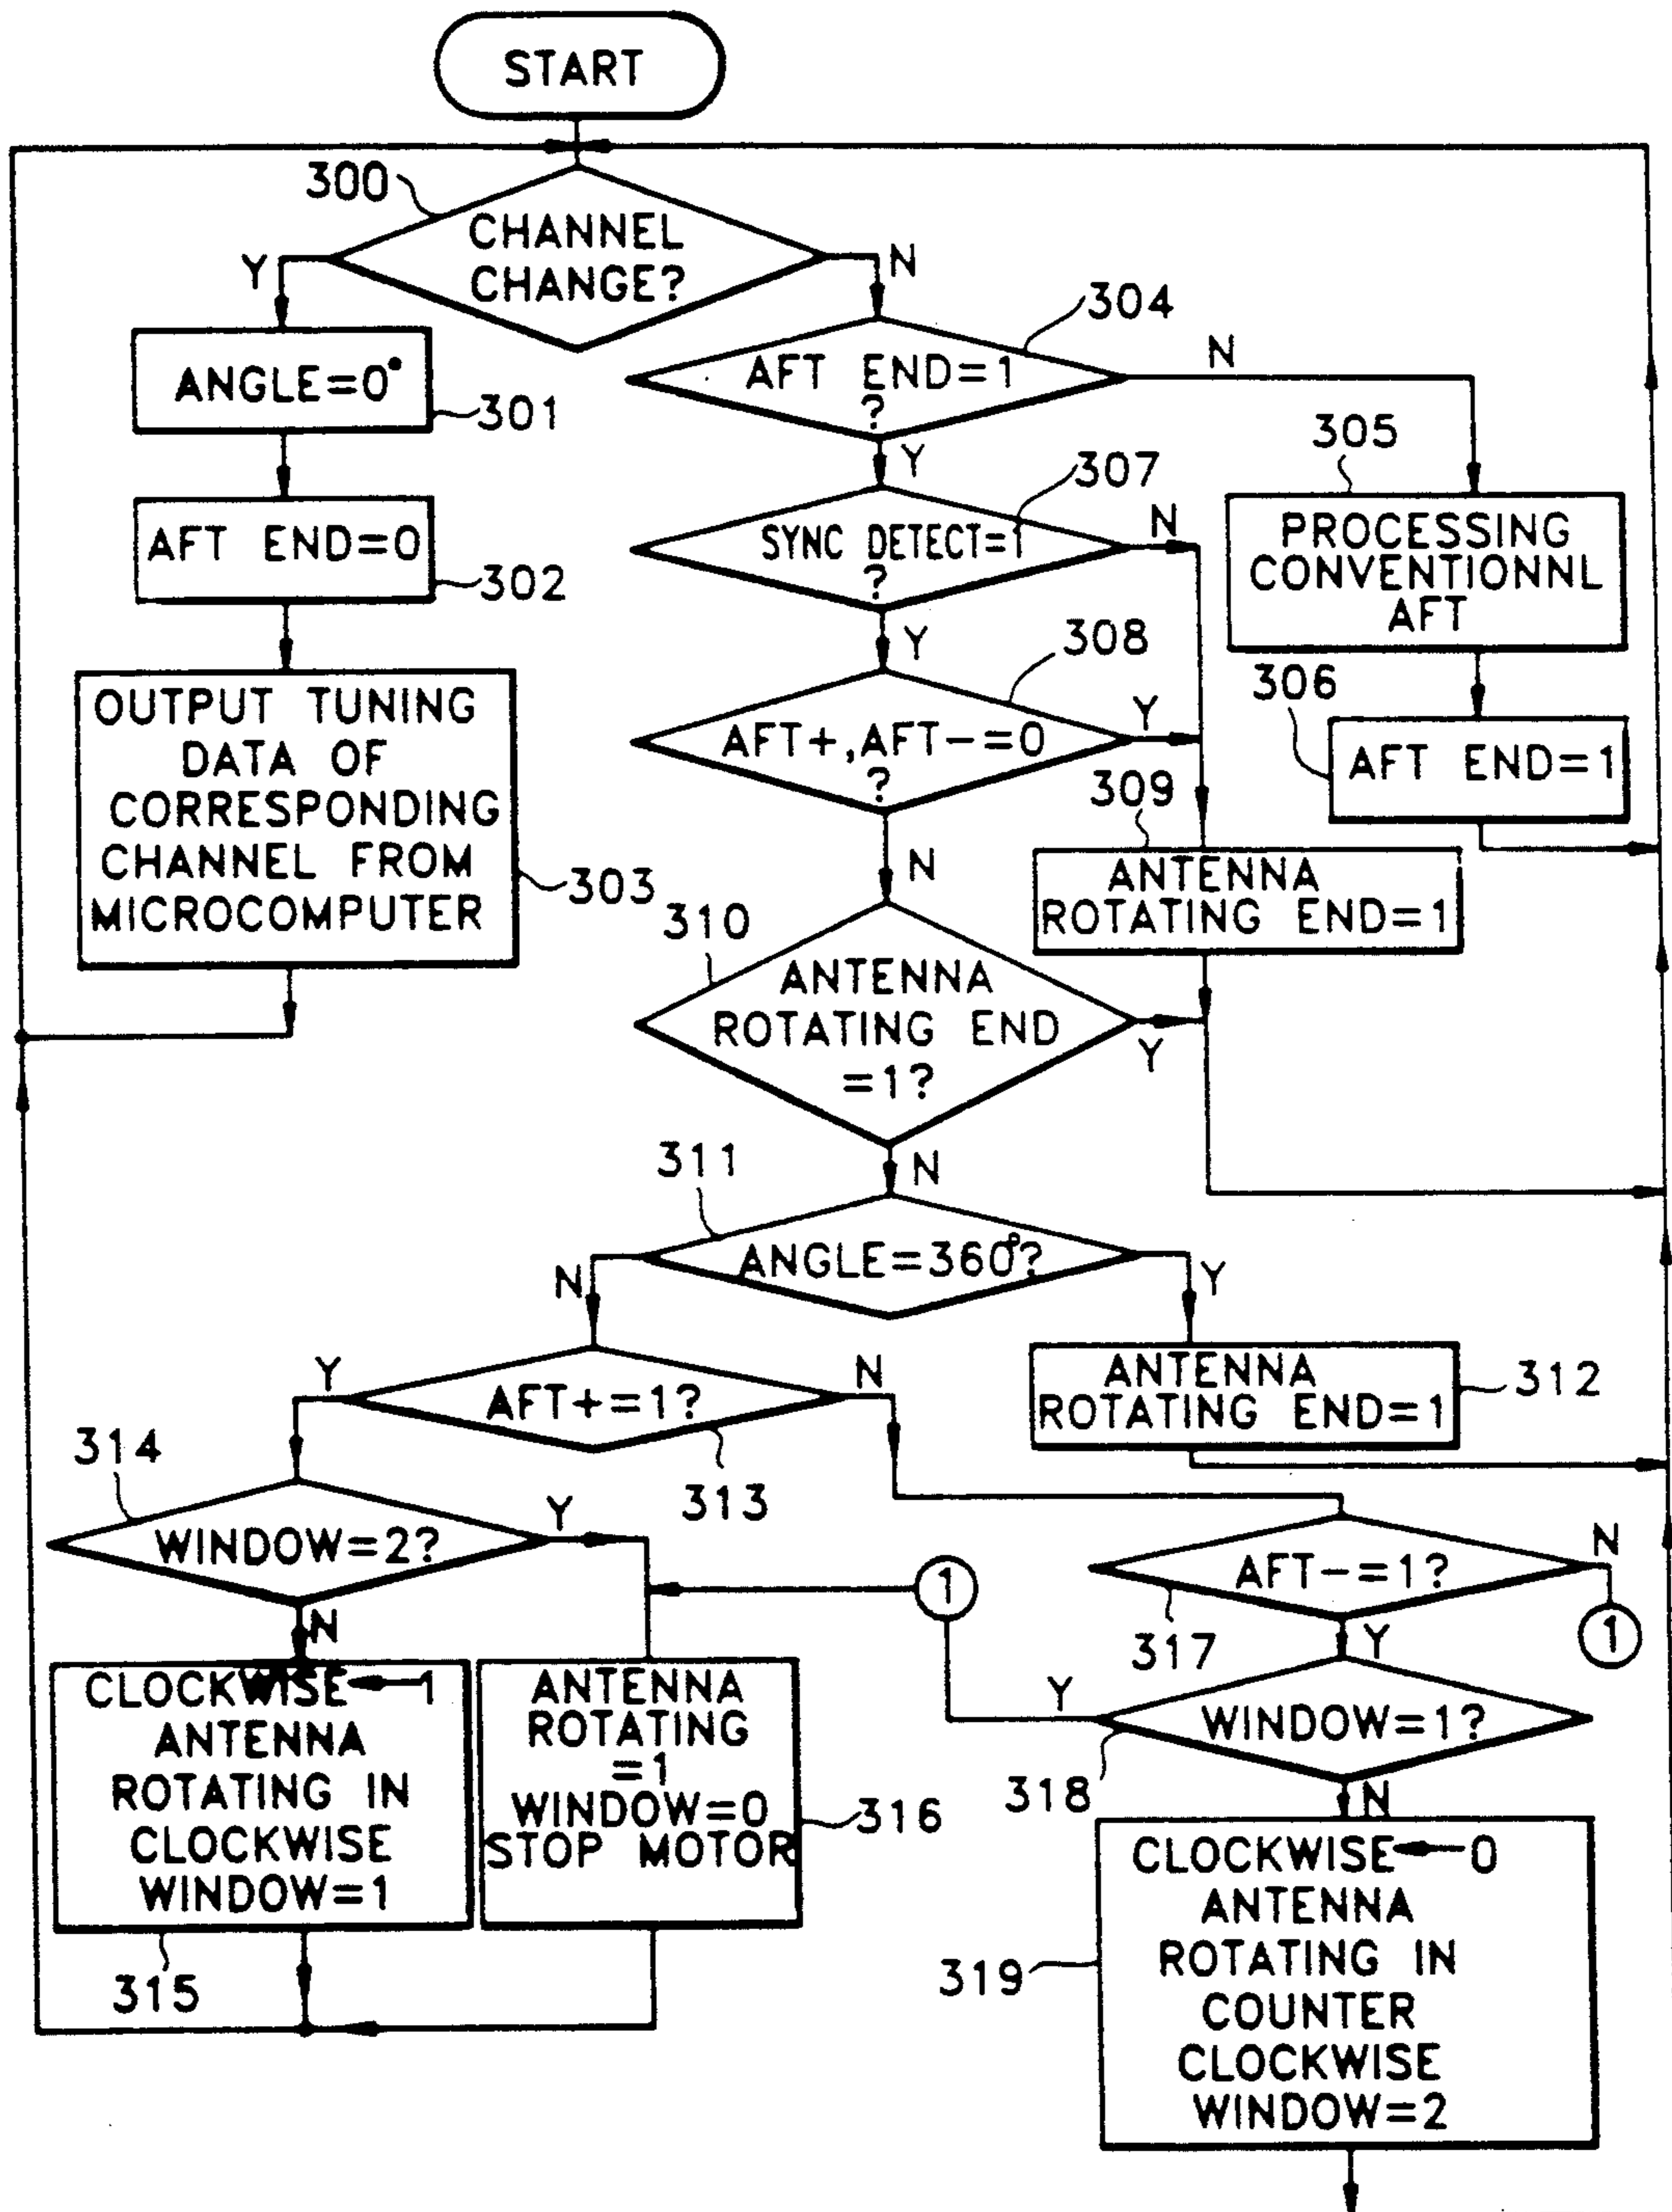 START
300
CHANNEL
CHANGE?
Y
N
ANGLE=0°
301
304
AFT END=1
?
N
Y
AFT END=0
302
307
SYNC DETECT=1
?
N
Y
305
PROCESSING
CONVENTIONNL
AFT
OUTPUT TUNING
DATA OF
CORRESPONDING
CHANNEL FROM
MICROCOMPUTER
303
308
AFT+,AFT-=0
?
Y
N
306
AFT END=1
309
ANTENNA
ROTATING END=1
310
ANTENNA
ROTATING END
=1?
Y
N
311
ANGLE=360°?
N
Y
ANTENNA
ROTATING END=1
312
Y
AFT+=1?
N
313
314
WINDOW=2?
Y
N
1
AFT-=1?
N
317
Y
1
CLOCKWISE←1
ANTENNA
ROTATING IN
CLOCKWISE
WINDOW=1
315
ANTENNA
ROTATING
=1
WINDOW=0
STOP MOTOR
316
Y
WINDOW=1?
318
N
CLOCKWISE←0
ANTENNA
ROTATING IN
COUNTER
CLOCKWISE
WINDOW=2
319